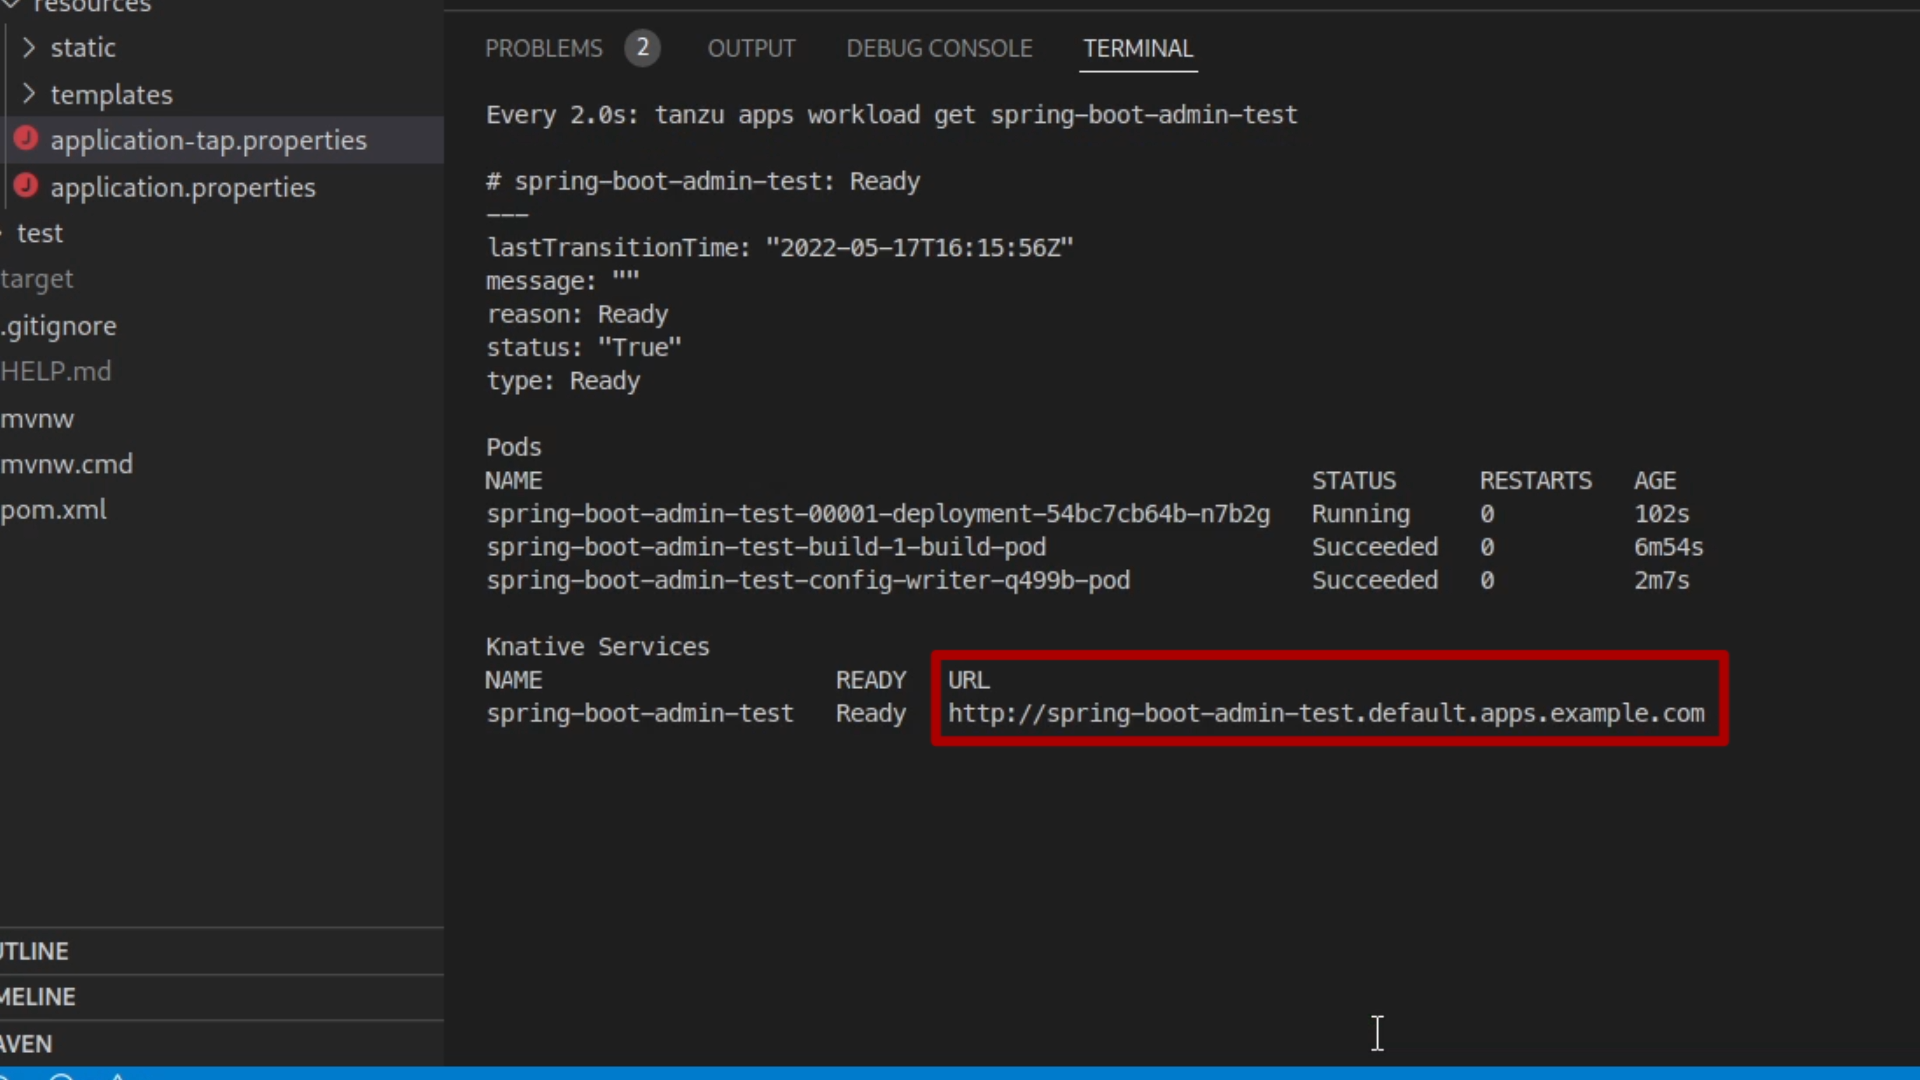 resources
static
templates
application-tap.properties
application.properties
test
target
.gitignore
HELP.md
mvnw
mvnw.cmd
pom.xml
UTLINE
MELINE
AVEN
PROBLEMS 2 OUTPUT DEBUG CONSOLE TERMINAL
Every 2.0s: tanzu apps workload get spring-boot-admin-test
# spring-boot-admin-test: Ready
---
lastTransitionTime: "2022-05-17T16:15:56Z"
message: ""
reason: Ready
status: "True"
type: Ready
Pods
NAME STATUS RESTARTS AGE
spring-boot-admin-test-00001-deployment-54bc7cb64b-n7b2g Running 0 102s
spring-boot-admin-test-build-1-build-pod Succeeded 0 6m54s
spring-boot-admin-test-config-writer-q499b-pod Succeeded 0 2m7s
Knative Services
NAME READY URL
spring-boot-admin-test Ready http://spring-boot-admin-test.default.apps.example.com